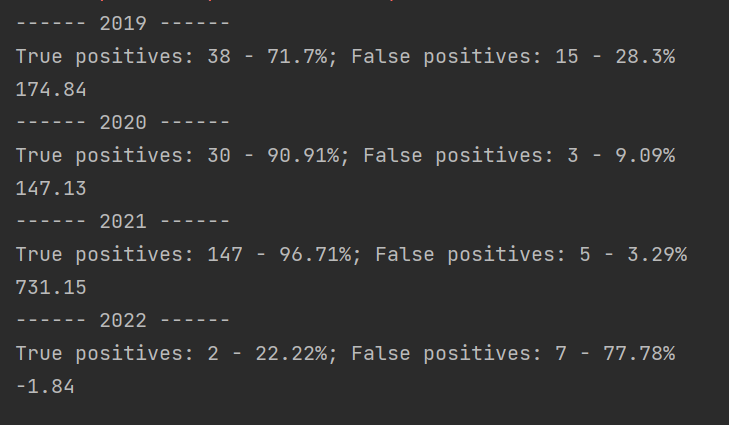 ------ 2019 ------
True positives: 38 - 71.7%; False positives: 15 - 28.3%
174.84
------ 2020 ------
True positives: 30 - 90.91%; False positives: 3 - 9.09%
147.13
------ 2021 ------
True positives: 147 - 96.71%; False positives: 5 - 3.29%
731.15
------ 2022 ------
True positives: 2 - 22.22%; False positives: 7 - 77.78%
-1.84